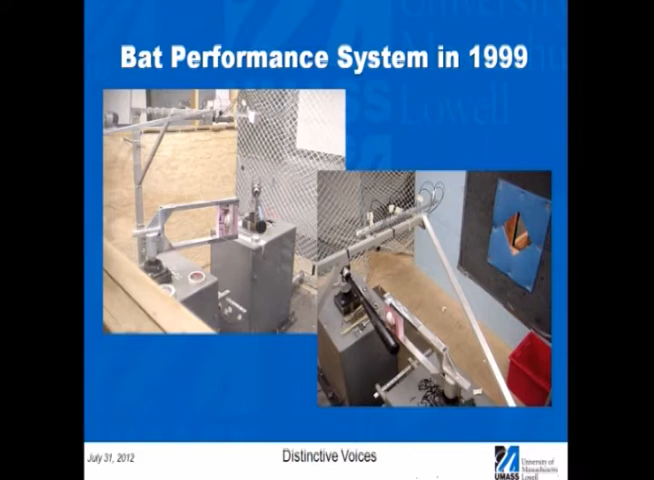 Bat Performance System in 1999
July 31, 2012
Distinctive Voices
UMASS
University of
Massachusetts
Lowell